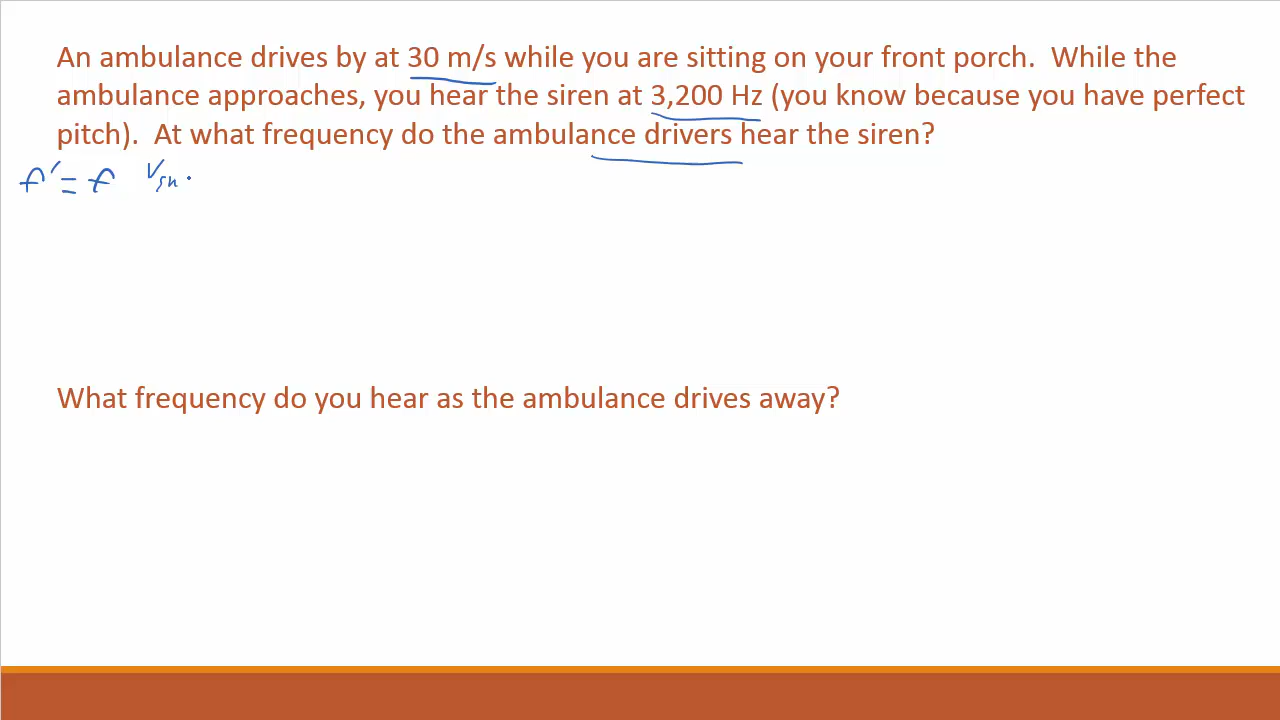 An ambulance drives by at 30 m/s while you are sitting on your front porch.  While the
ambulance approaches, you hear the siren at 3,200 Hz (you know because you have perfect
pitch).  At what frequency do the ambulance drivers hear the siren?
f' = f  Vsn
What frequency do you hear as the ambulance drives away?